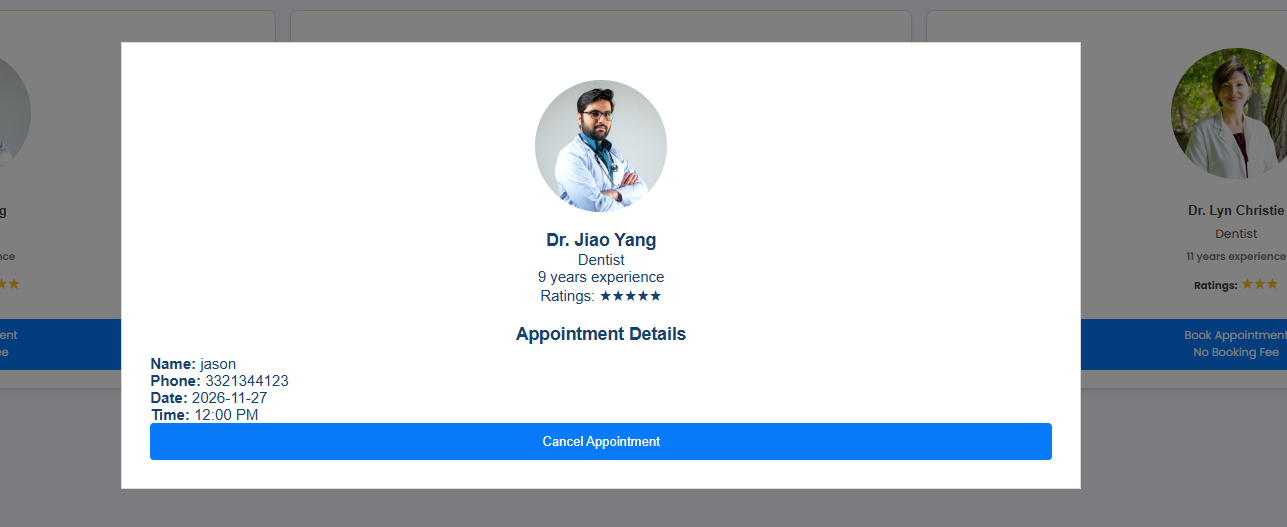 Dr. Jiao Yang
Dentist
9 years experience
Ratings: ★★★★★
Appointment Details
Name: jason
Phone: 3321344123
Date: 2026-11-27
Time: 12:00 PM
Cancel Appointment
Dr. Lyn Christie
Dentist
11 years experience
Ratings: ★★★
Book Appointment
No Booking Fee